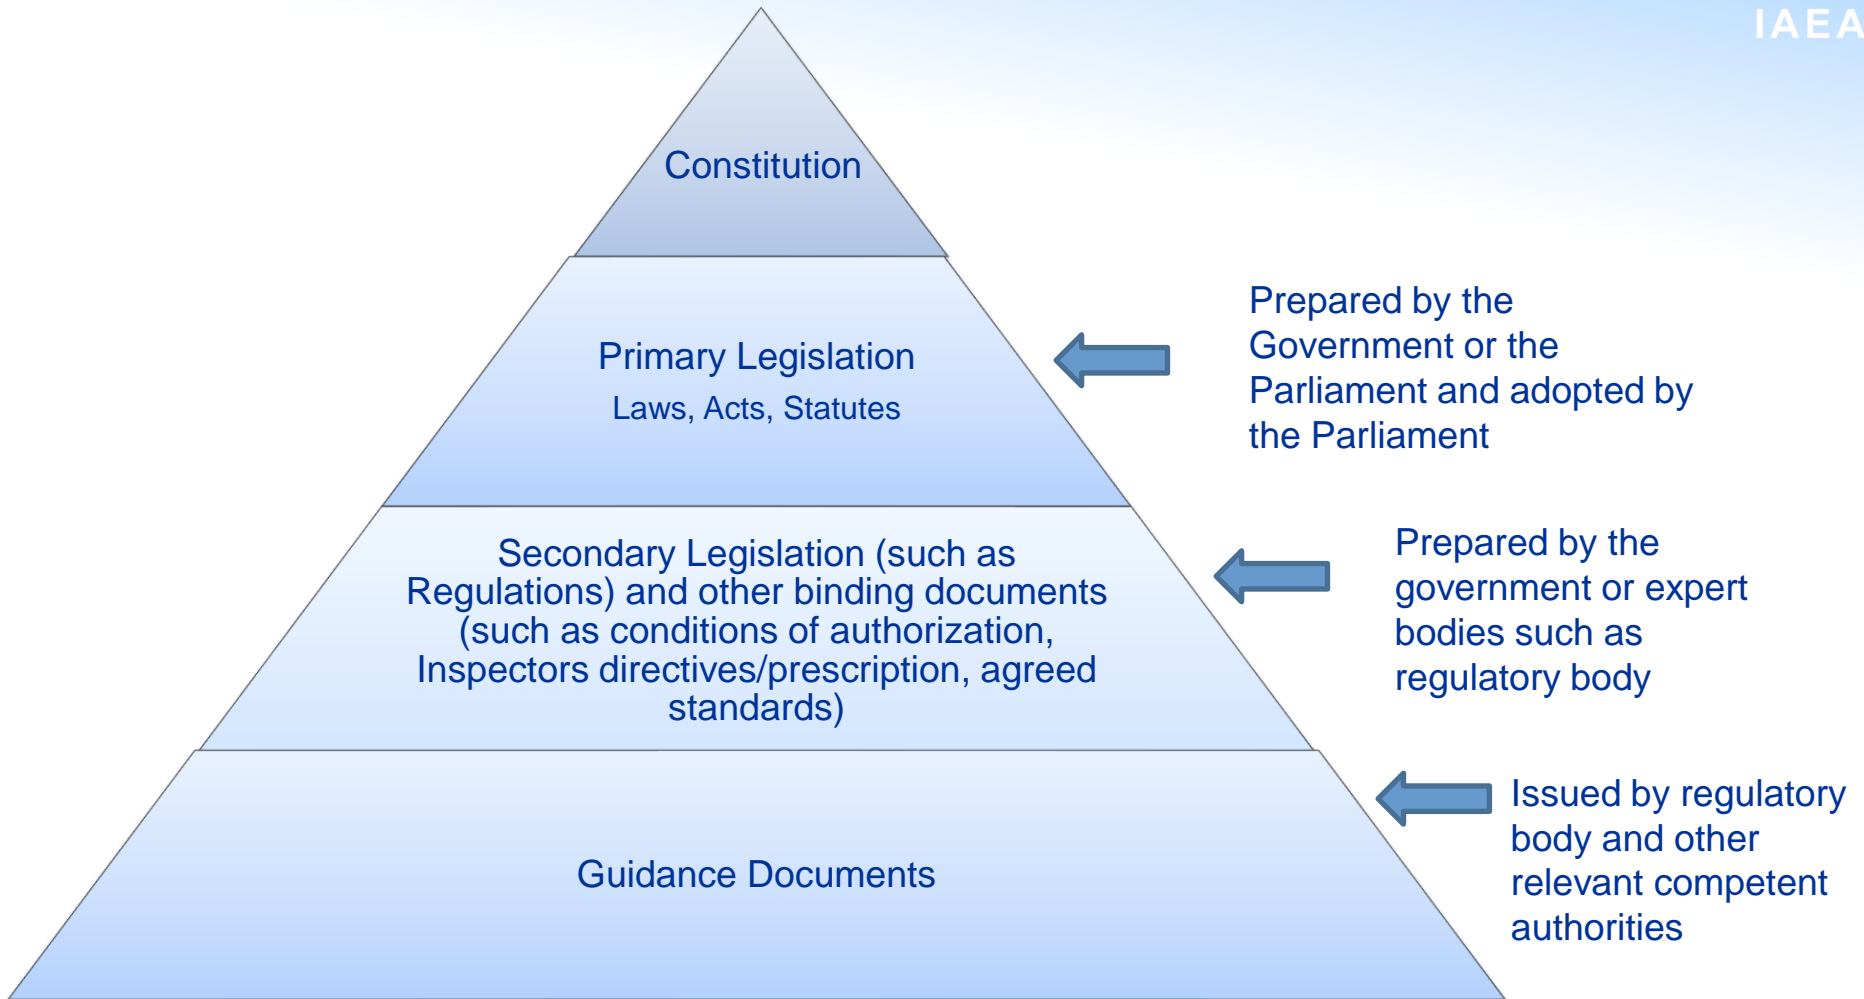 IAEA
Constitution
Primary Legislation
Laws, Acts, Statutes
Prepared by the
Government or the
Parliament and adopted by
the Parliament
Secondary Legislation (such as
Regulations) and other binding documents
(such as conditions of authorization,
Inspectors directives/prescription, agreed
standards)
Prepared by the
government or expert
bodies such as
regulatory body
Guidance Documents
Issued by regulatory
body and other
relevant competent
authorities